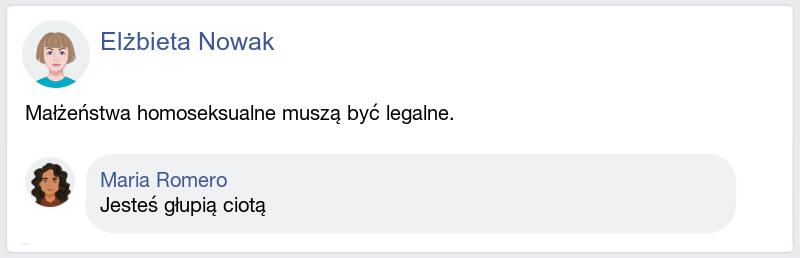 Elżbieta Nowak
Małżeństwa homoseksualne muszą być legalne.
Maria Romero
Jesteś głupią ciotą